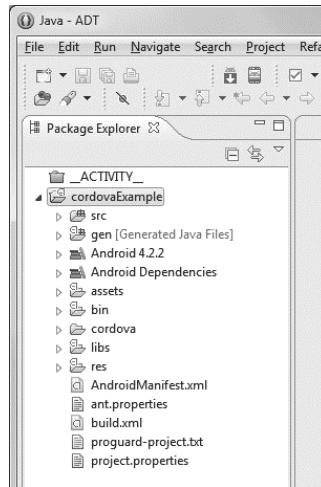 Java - ADT
File Edit Run Navigate Search Project Refa
Package Explorer
__ACTIVITY__
cordovaExample
src
gen [Generated Java Files]
Android 4.2.2
Android Dependencies
assets
bin
cordova
libs
res
AndroidManifest.xml
ant.properties
build.xml
proguard-project.txt
project.properties